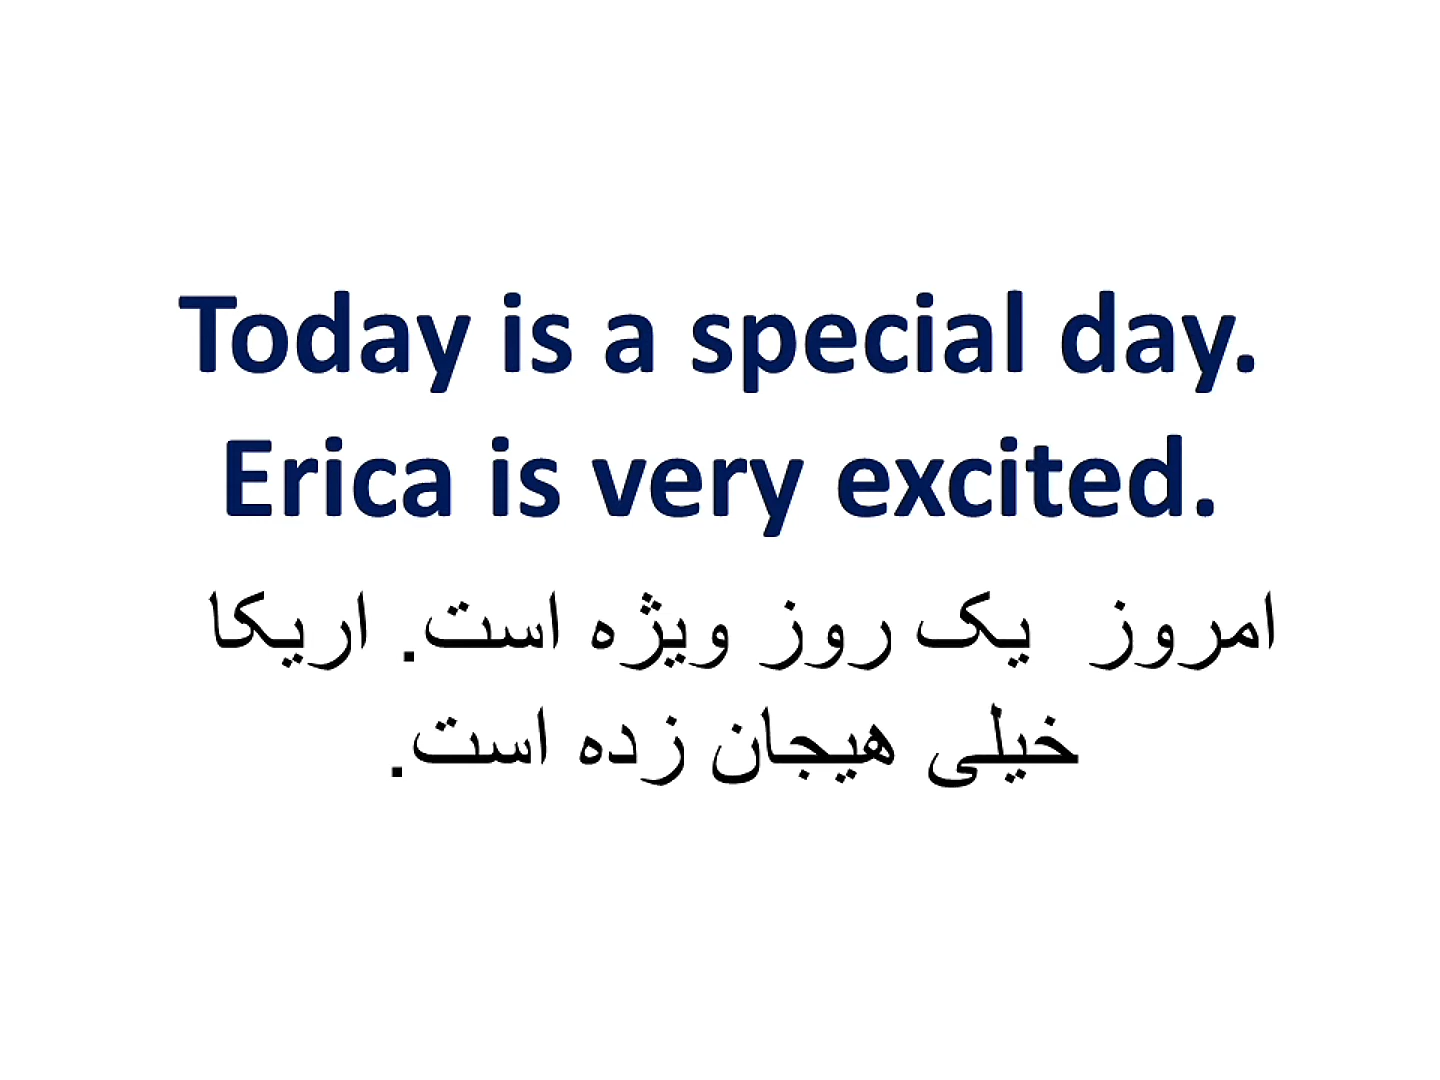 Today is a special day.
Erica is very excited.
امروز  یک روز ویژه است. اریکا
خیلی هیجان زده است.